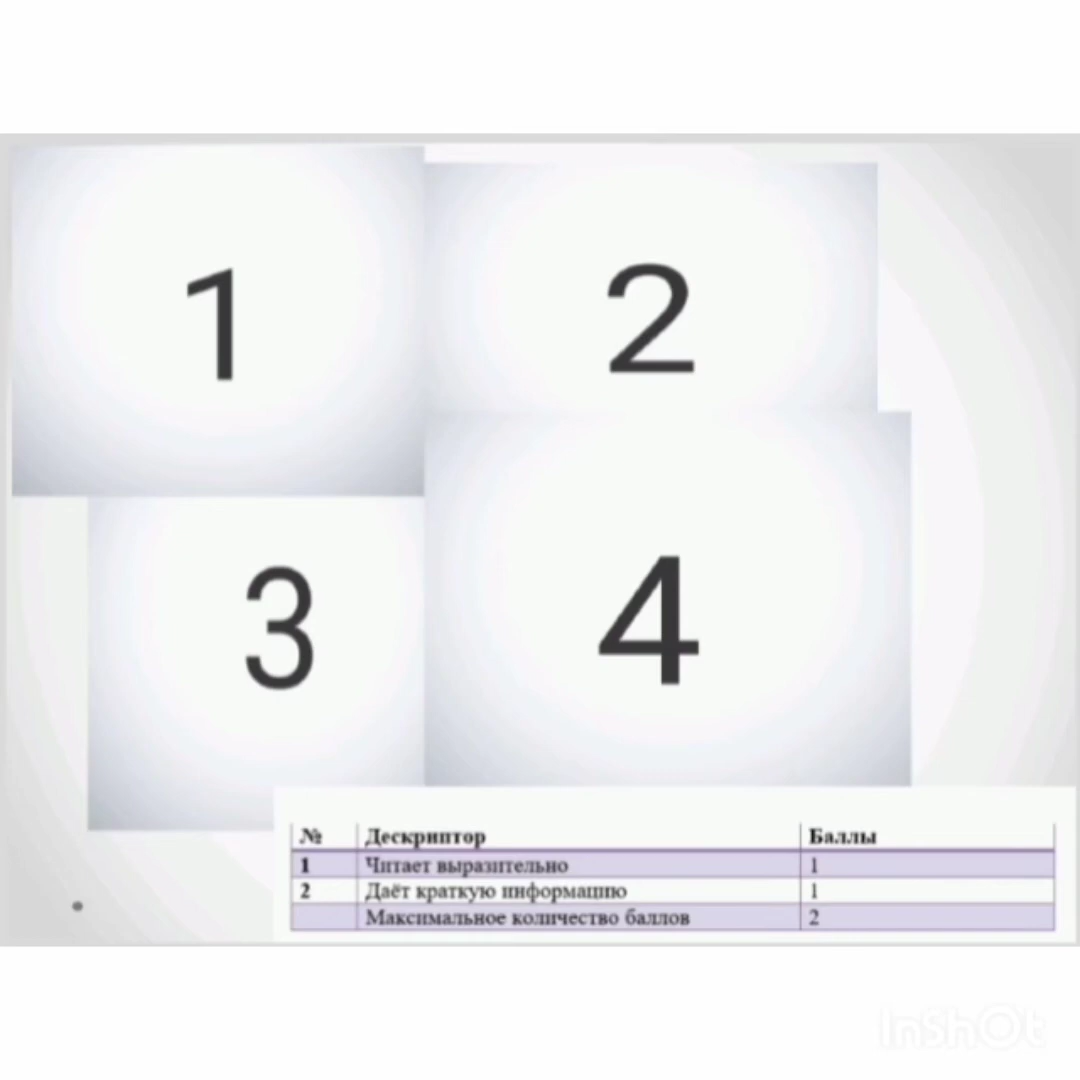 1
2
3
4
№ Дескриптор Баллы
1 Читает выразительно 1
2 Даёт краткую информацию 1
Максимальное количество баллов 2
InShOt